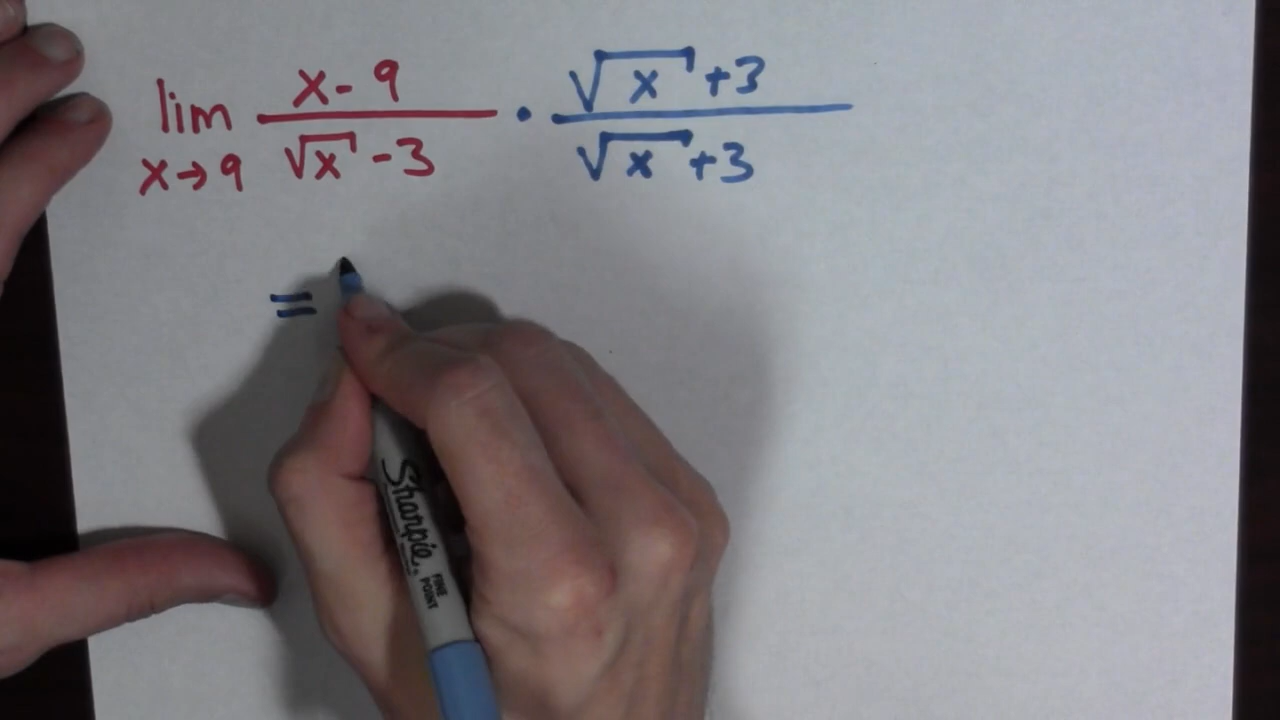 lim x-9 / √x -3 · √x +3 / √x +3
x→9
=
Sharpie.
FINE POINT